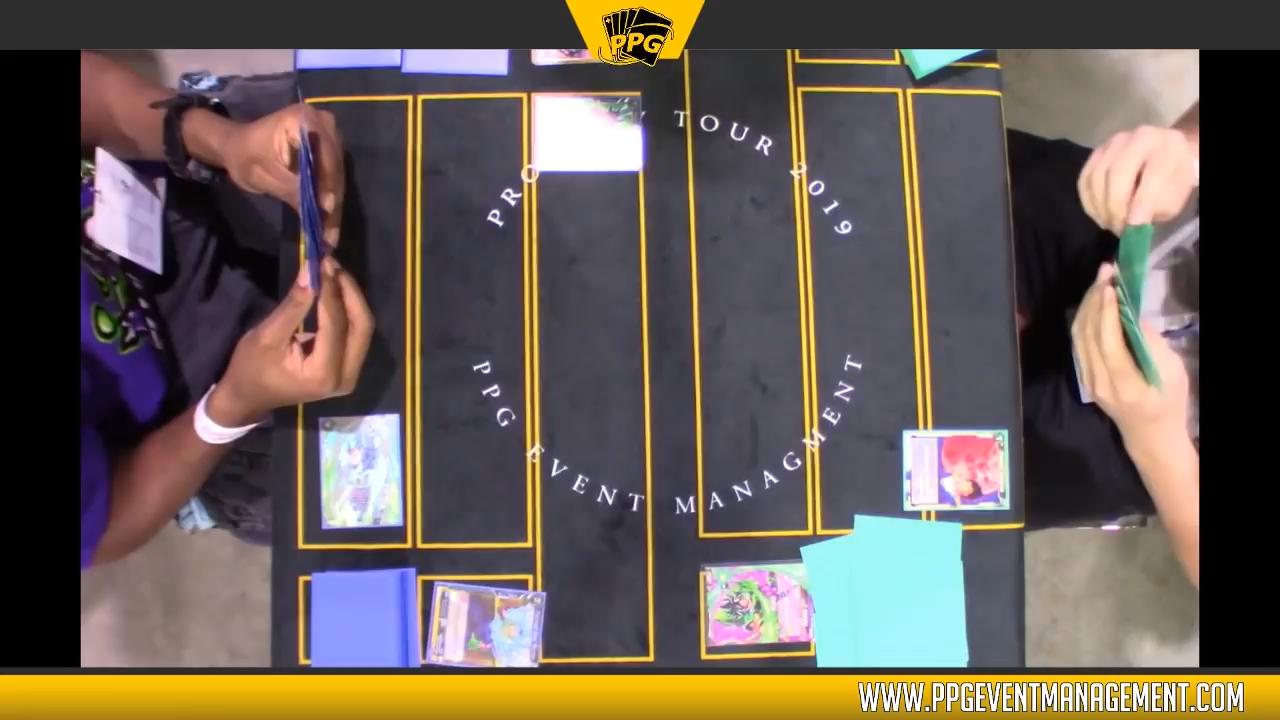 PPG
PRO Y TOUR 2019
PPG EVENT MANAGMENT
WWW.PPGEVENTMANAGEMENT.COM